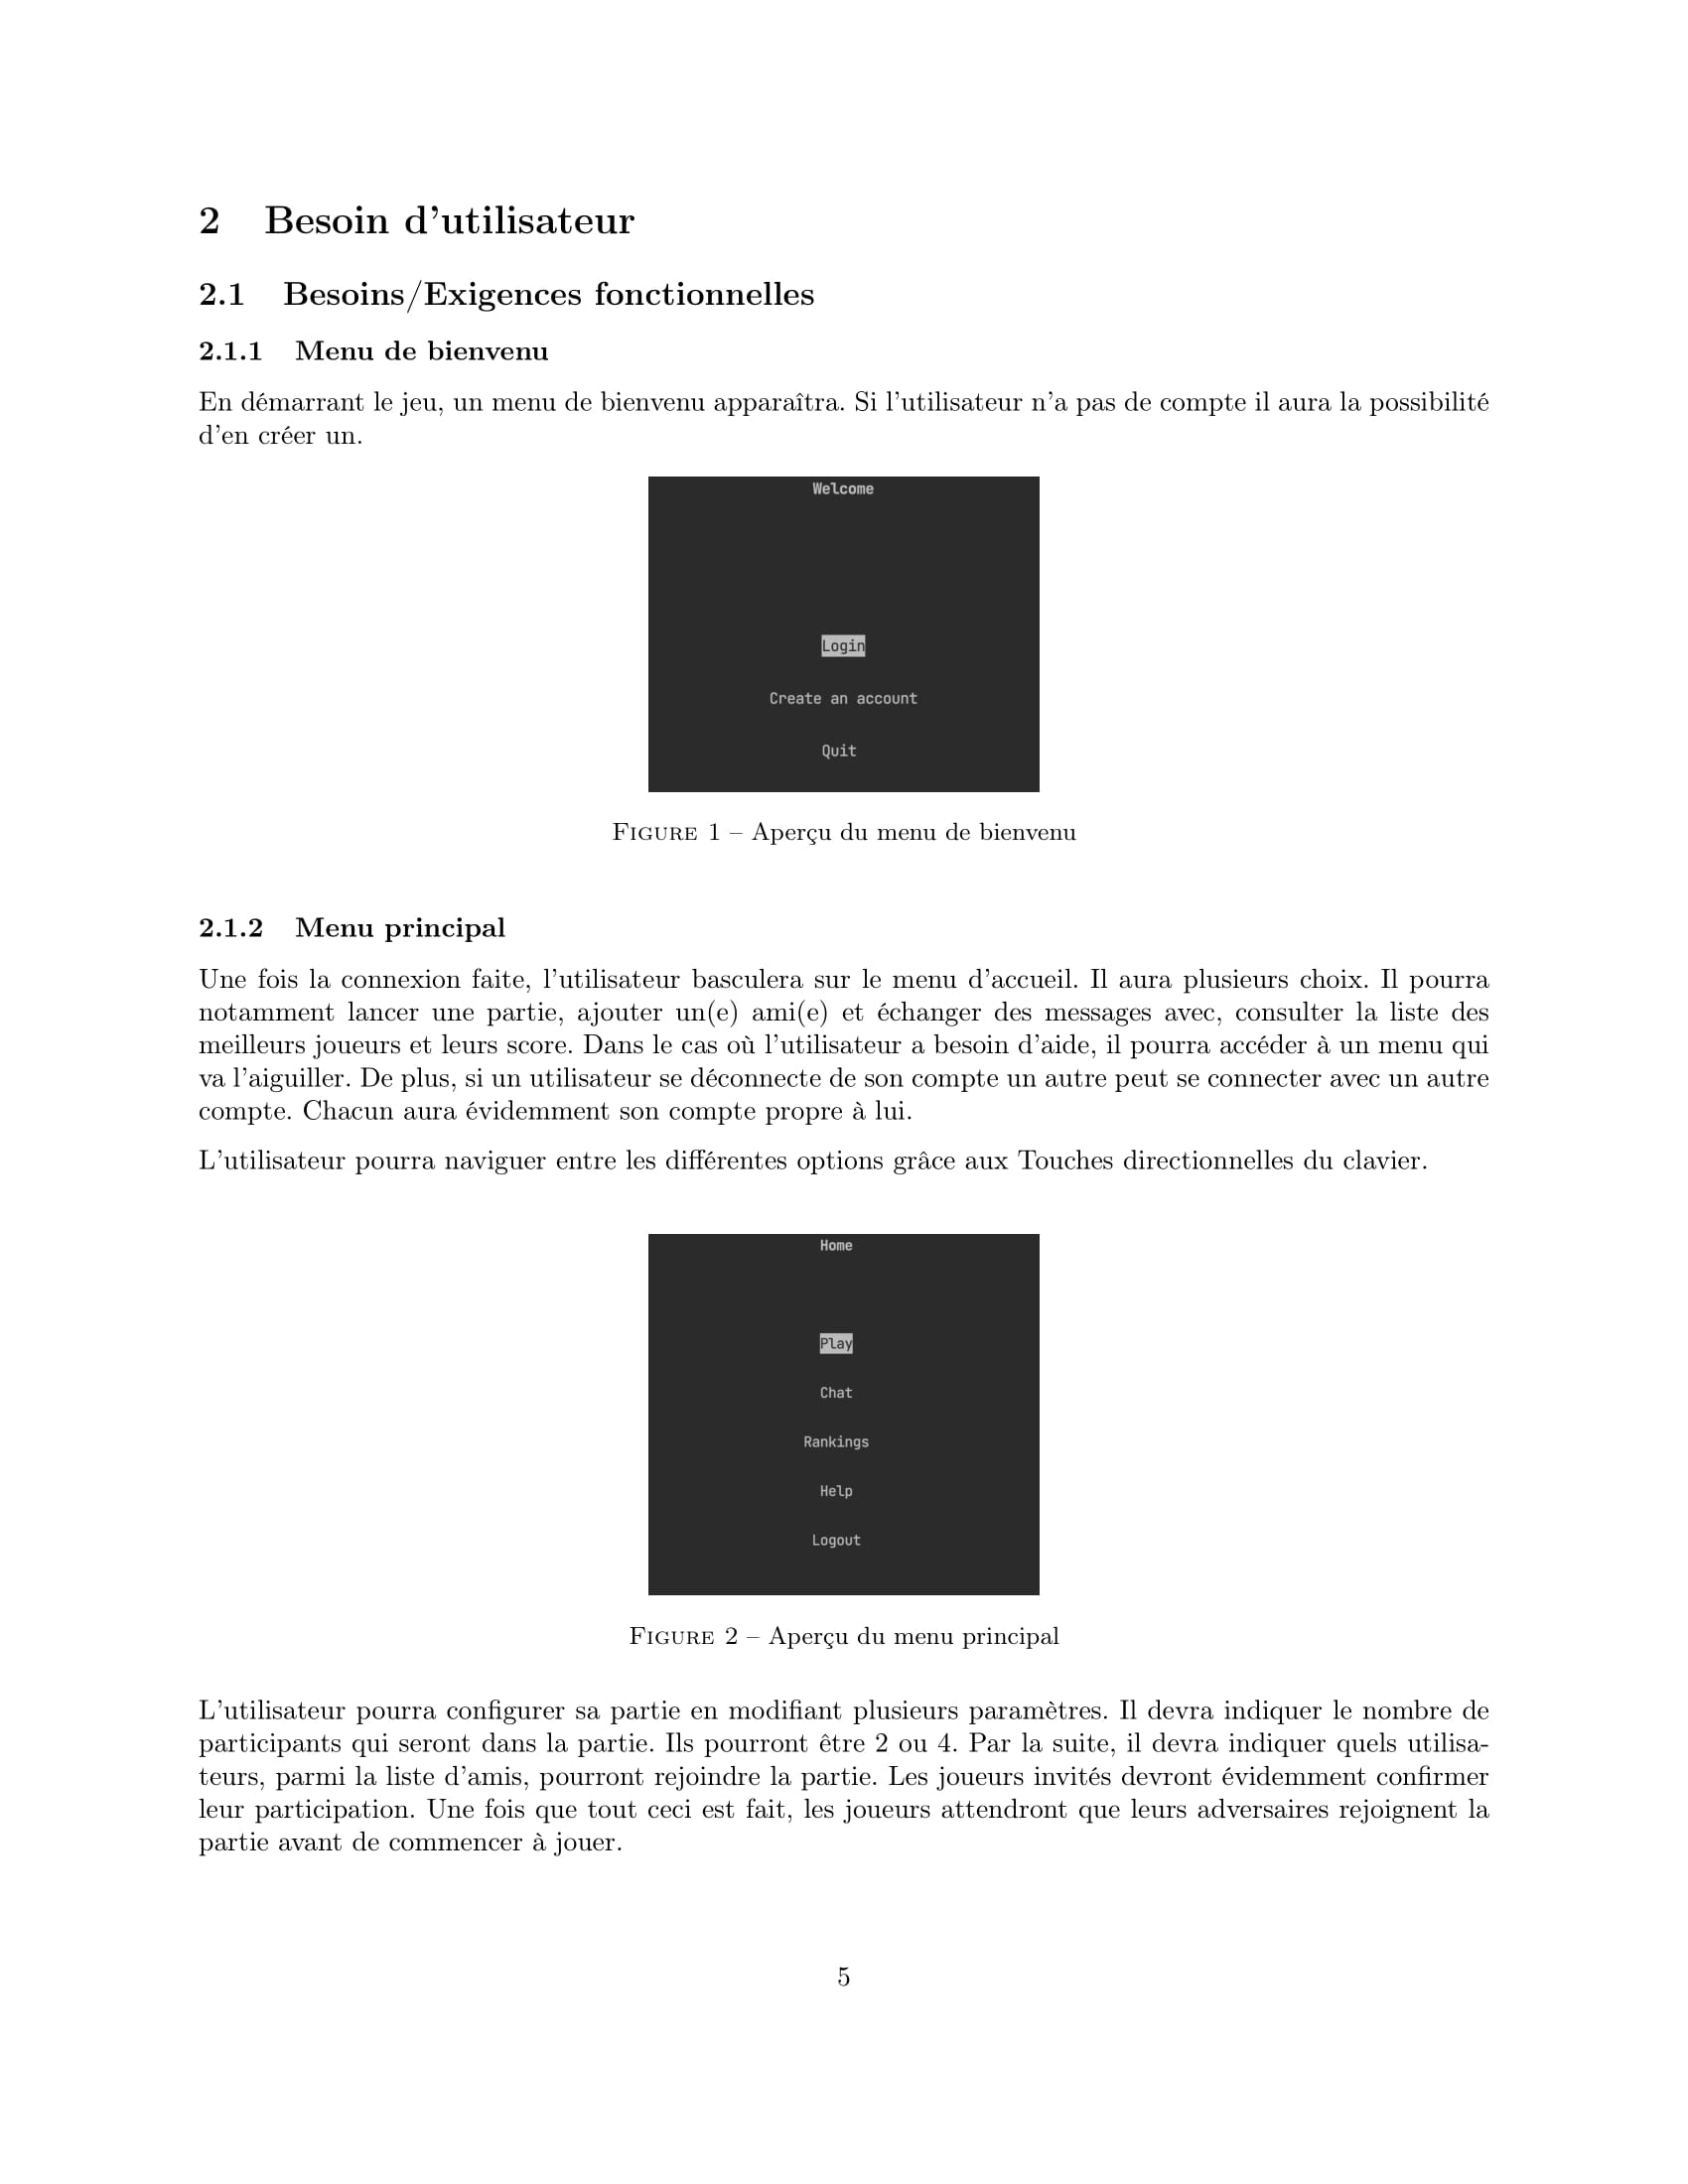 2 Besoin d'utilisateur
2.1 Besoins/Exigences fonctionnelles
2.1.1 Menu de bienvenu
En démarrant le jeu, un menu de bienvenu apparaîtra. Si l'utilisateur n'a pas de compte il aura la possibilité
d'en créer un.
Welcome
Login
Create an account
Quit
Figure 1 – Aperçu du menu de bienvenu
2.1.2 Menu principal
Une fois la connexion faite, l'utilisateur basculera sur le menu d'accueil. Il aura plusieurs choix. Il pourra
notamment lancer une partie, ajouter un(e) ami(e) et échanger des messages avec, consulter la liste des
meilleurs joueurs et leurs score. Dans le cas où l'utilisateur a besoin d'aide, il pourra accéder à un menu qui
va l'aiguiller. De plus, si un utilisateur se déconnecte de son compte un autre peut se connecter avec un autre
compte. Chacun aura évidemment son compte propre à lui.
L'utilisateur pourra naviguer entre les différentes options grâce aux Touches directionnelles du clavier.
Home
Play
Chat
Rankings
Help
Logout
Figure 2 – Aperçu du menu principal
L'utilisateur pourra configurer sa partie en modifiant plusieurs paramètres. Il devra indiquer le nombre de
participants qui seront dans la partie. Ils pourront être 2 ou 4. Par la suite, il devra indiquer quels utilisa-
teurs, parmi la liste d'amis, pourront rejoindre la partie. Les joueurs invités devront évidemment confirmer
leur participation. Une fois que tout ceci est fait, les joueurs attendront que leurs adversaires rejoignent la
partie avant de commencer à jouer.
5